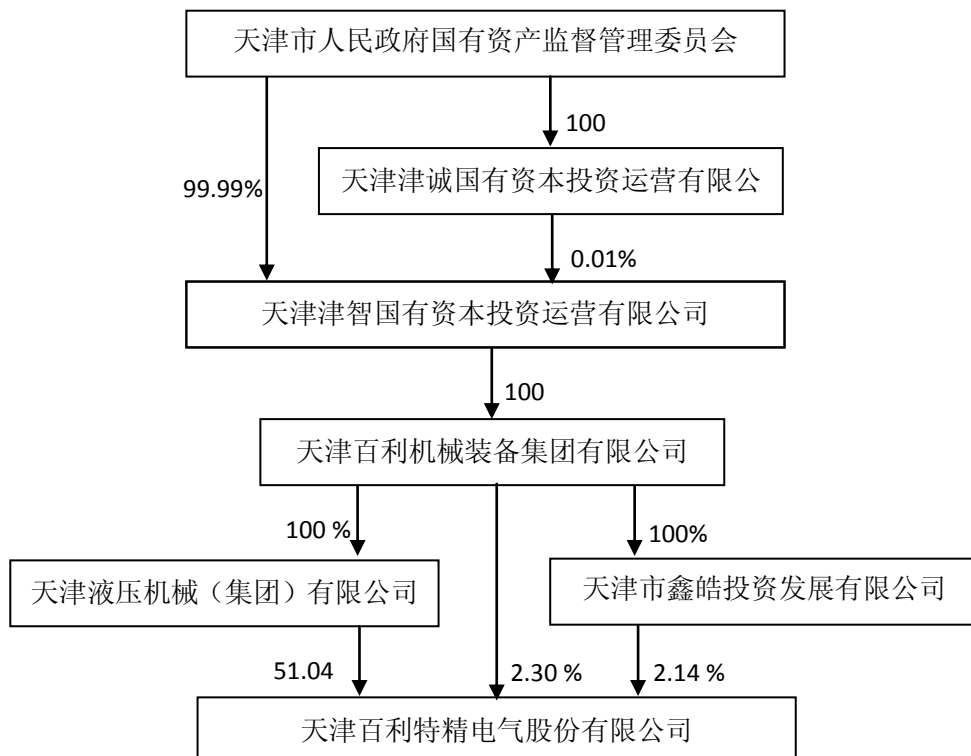 天津市人民政府国有资产监督管理委员会
100
天津津诚国有资本投资运营有限公
99.99%
0.01%
天津津智国有资本投资运营有限公司
100
天津百利机械装备集团有限公司
100 %
100%
天津液压机械（集团）有限公司
天津市鑫皓投资发展有限公司
51.04
2.30 %
2.14 %
天津百利特精电气股份有限公司